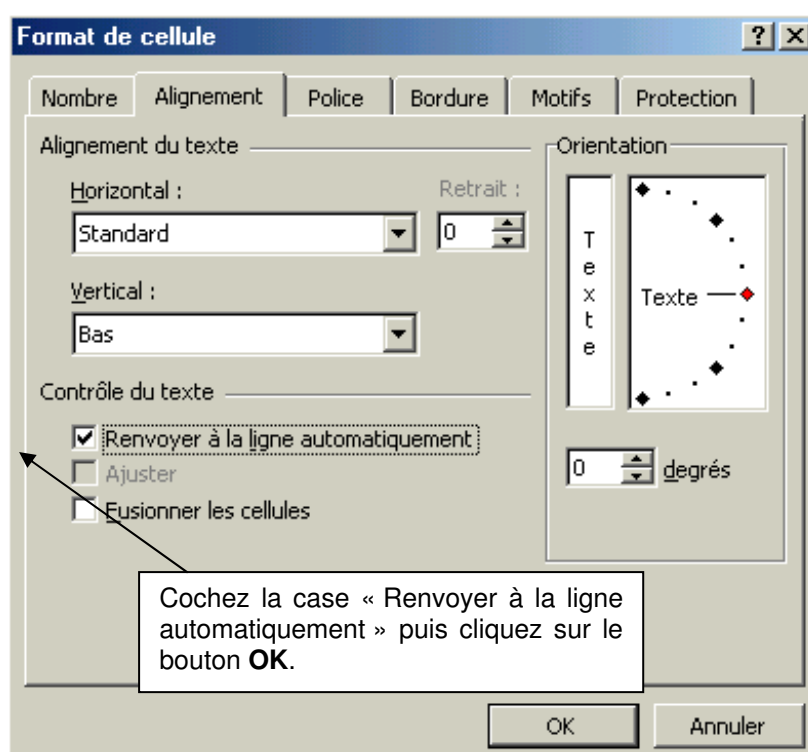 Format de cellule
Nombre Alignement Police Bordure Motifs Protection
Alignement du texte
Horizontal :
Retrait :
Standard
0
Vertical :
Bas
Contrôle du texte
Renvoyer à la ligne automatiquement
Ajuster
Fusionner les cellules
Orientation
Texte
Texte
0 degrés
Cochez la case « Renvoyer à la ligne
automatiquement » puis cliquez sur le
bouton OK.
OK Annuler